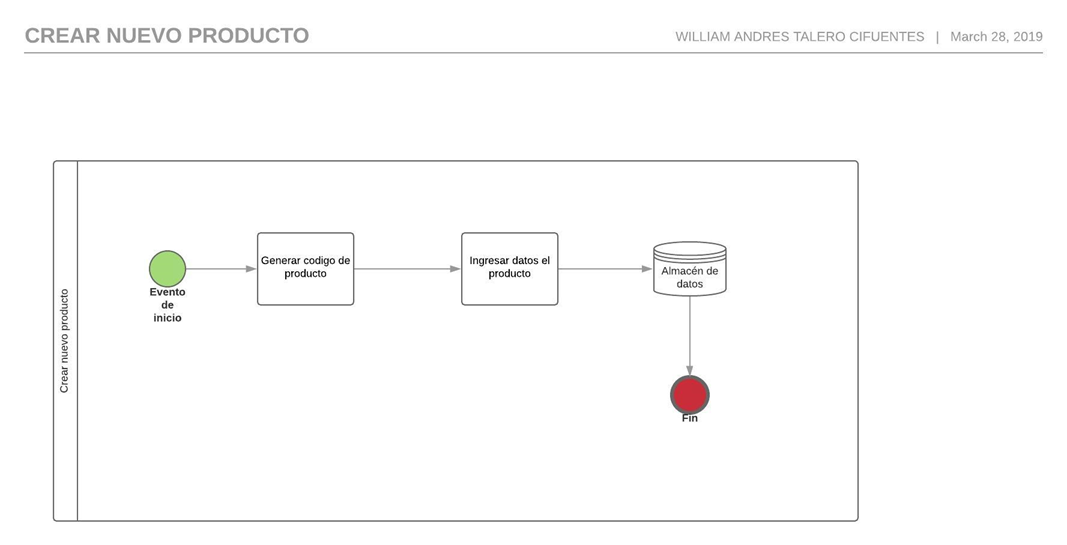 CREAR NUEVO PRODUCTO
WILLIAM ANDRES TALERO CIFUENTES | March 28, 2019
Crear nuevo producto
Evento
de
inicio
Generar codigo de
producto
Ingresar datos el
producto
Almacén de
datos
Fin